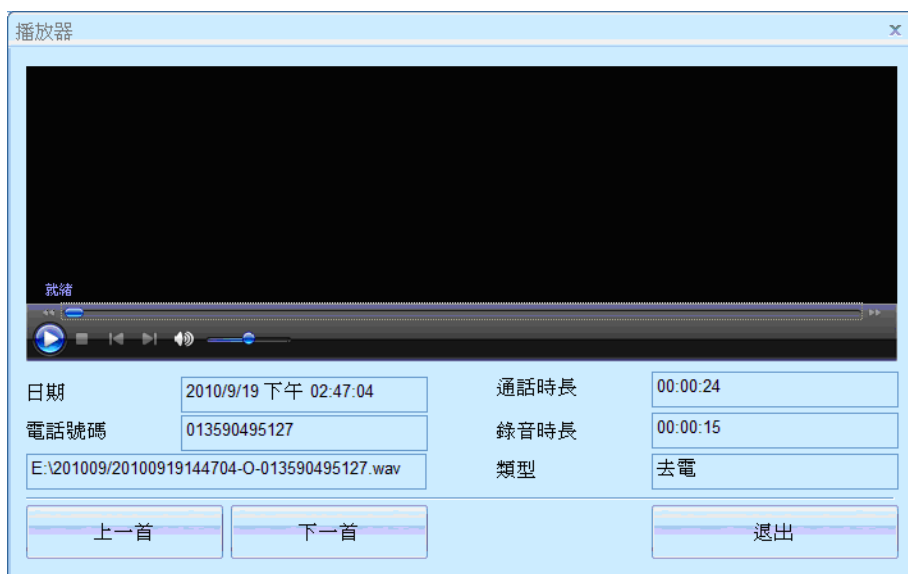 播放器
就緒
日期 2010/9/19 下午 02:47:04 通話時長 00:00:24
電話號碼 013590495127 錄音時長 00:00:15
E:\201009/20100919144704-O-013590495127.wav 類型 去電
上一首 下一首 退出